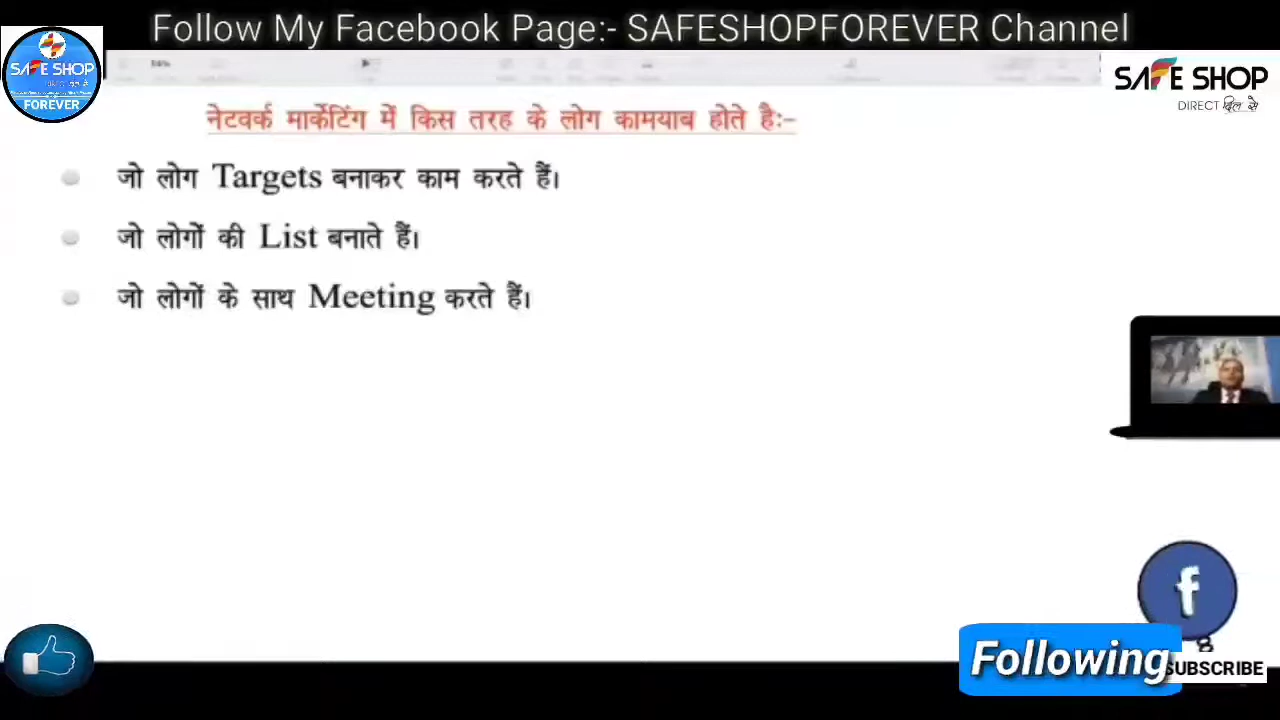 Follow My Facebook Page:- SAFESHOPFOREVER Channel
SAFE SHOP
FOREVER
SAFE SHOP
DIRECT दिल से
नेटवर्क मार्केटिंग में किस तरह के लोग कामयाब होते हैः-
जो लोग Targets बनाकर काम करते हैं।
जो लोगों की List बनाते हैं।
जो लोगों के साथ Meeting करते हैं।
f
Following
SUBSCRIBE